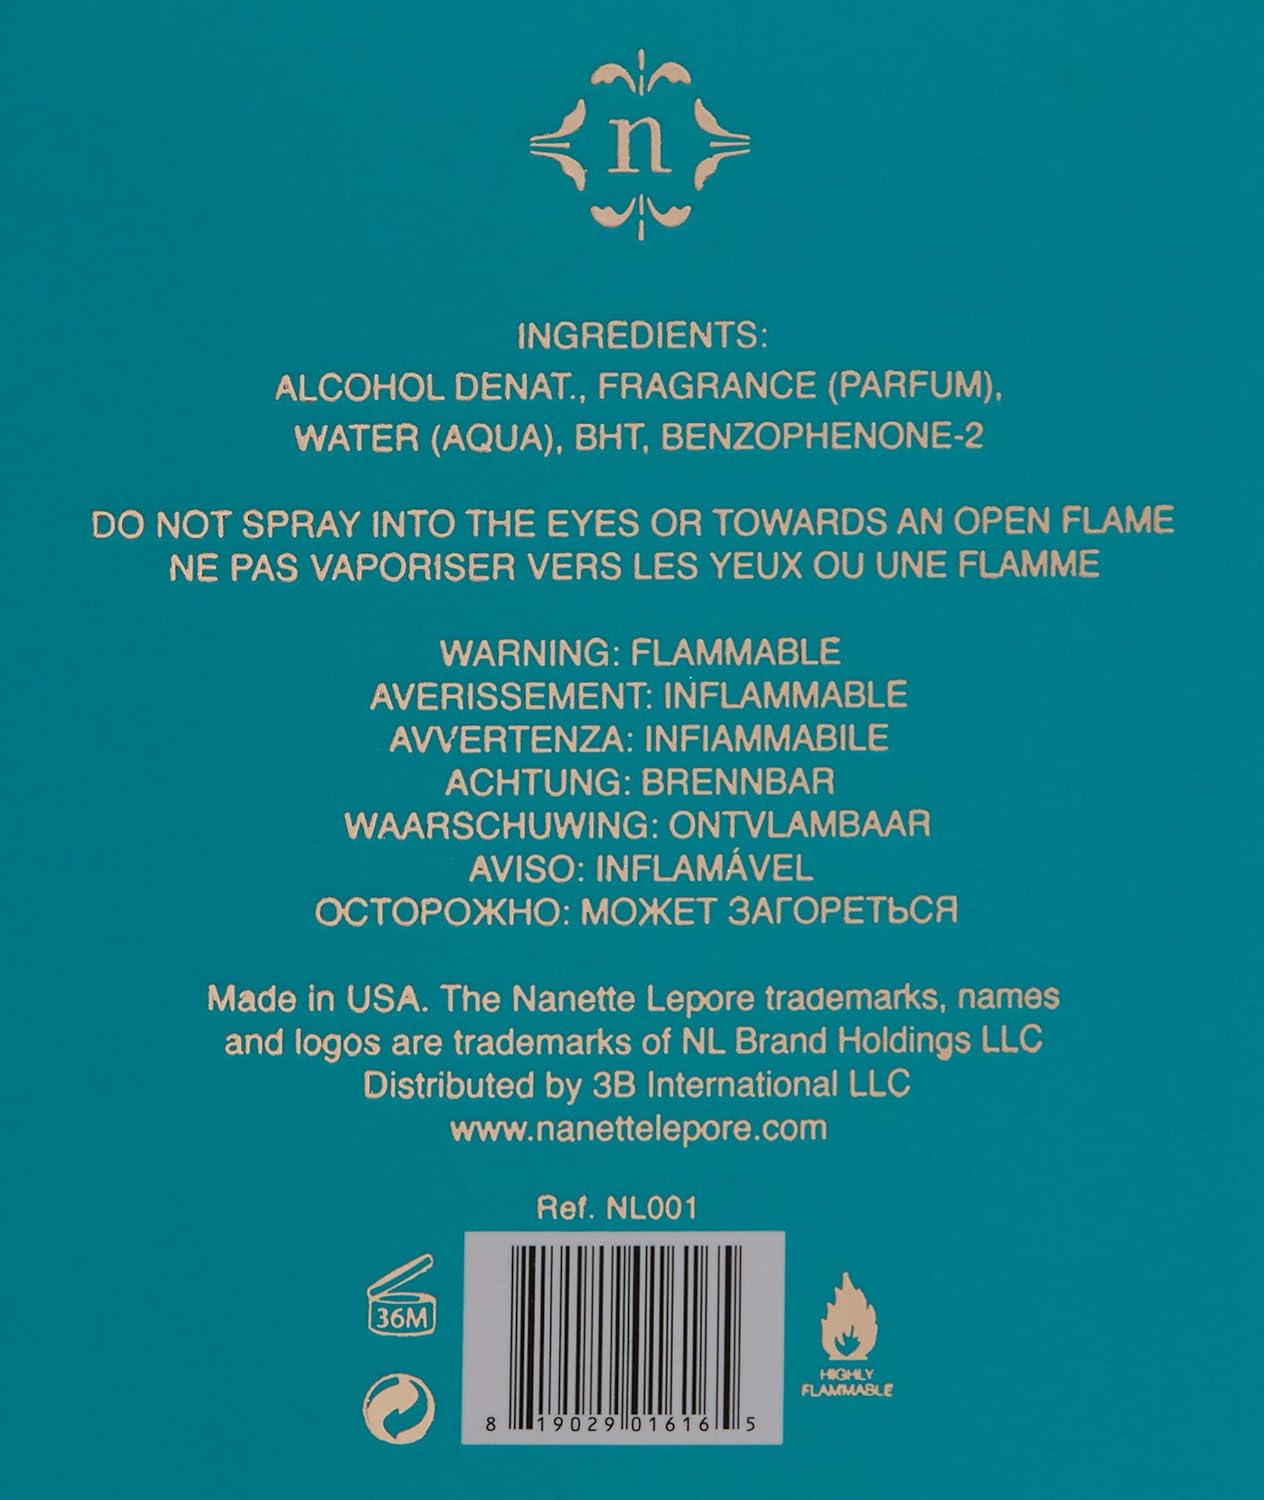 n
INGREDIENTS:
ALCOHOL DENAT., FRAGRANCE (PARFUM),
WATER (AQUA), BHT, BENZOPHENONE-2
DO NOT SPRAY INTO THE EYES OR TOWARDS AN OPEN FLAME
NE PAS VAPORISER VERS LES YEUX OU UNE FLAMME
WARNING: FLAMMABLE
AVERISSEMENT: INFLAMMABLE
AVVERTENZA: INFIAMMABILE
ACHTUNG: BRENNBAR
WAARSCHUWING: ONTVLAMBAAR
AVISO: INFLAMÁVEL
ОСТОРОЖНО: МОЖЕТ ЗАГОРЕТЬСЯ
Made in USA. The Nanette Lepore trademarks, names
and logos are trademarks of NL Brand Holdings LLC
Distributed by 3B International LLC
www.nanettelepore.com
Ref. NL001
36M
HIGHLY
FLAMMABLE
8 19029 01616 5